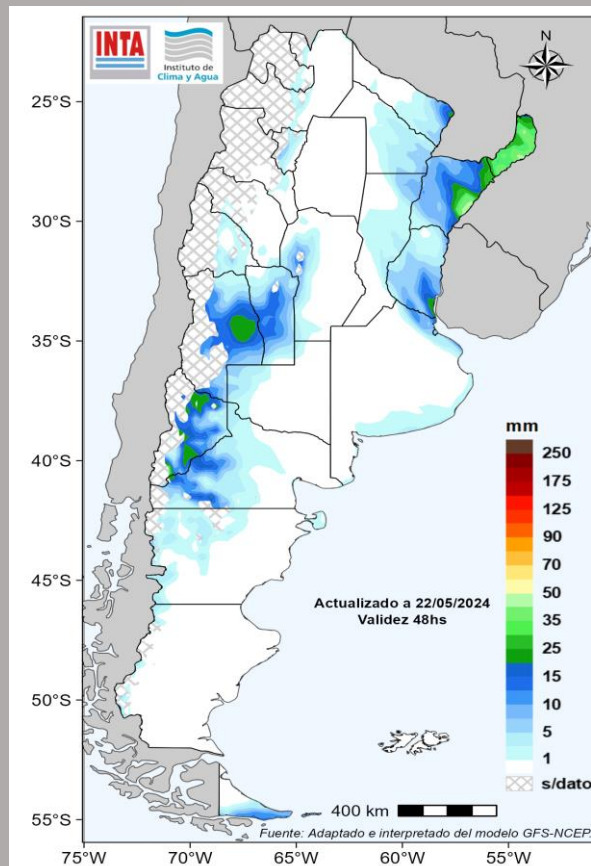 INTA
Instituto de
Clima y Agua
N
25°S
30°S
35°S
40°S
45°S
50°S
55°S
mm
250
175
125
90
70
50
35
25
15
10
5
1
s/dato
Actualizado a 22/05/2024
Validez 48hs
400 km
Fuente: Adaptado e interpretado del modelo GFS-NCEP.
75°W
70°W
65°W
60°W
55°W